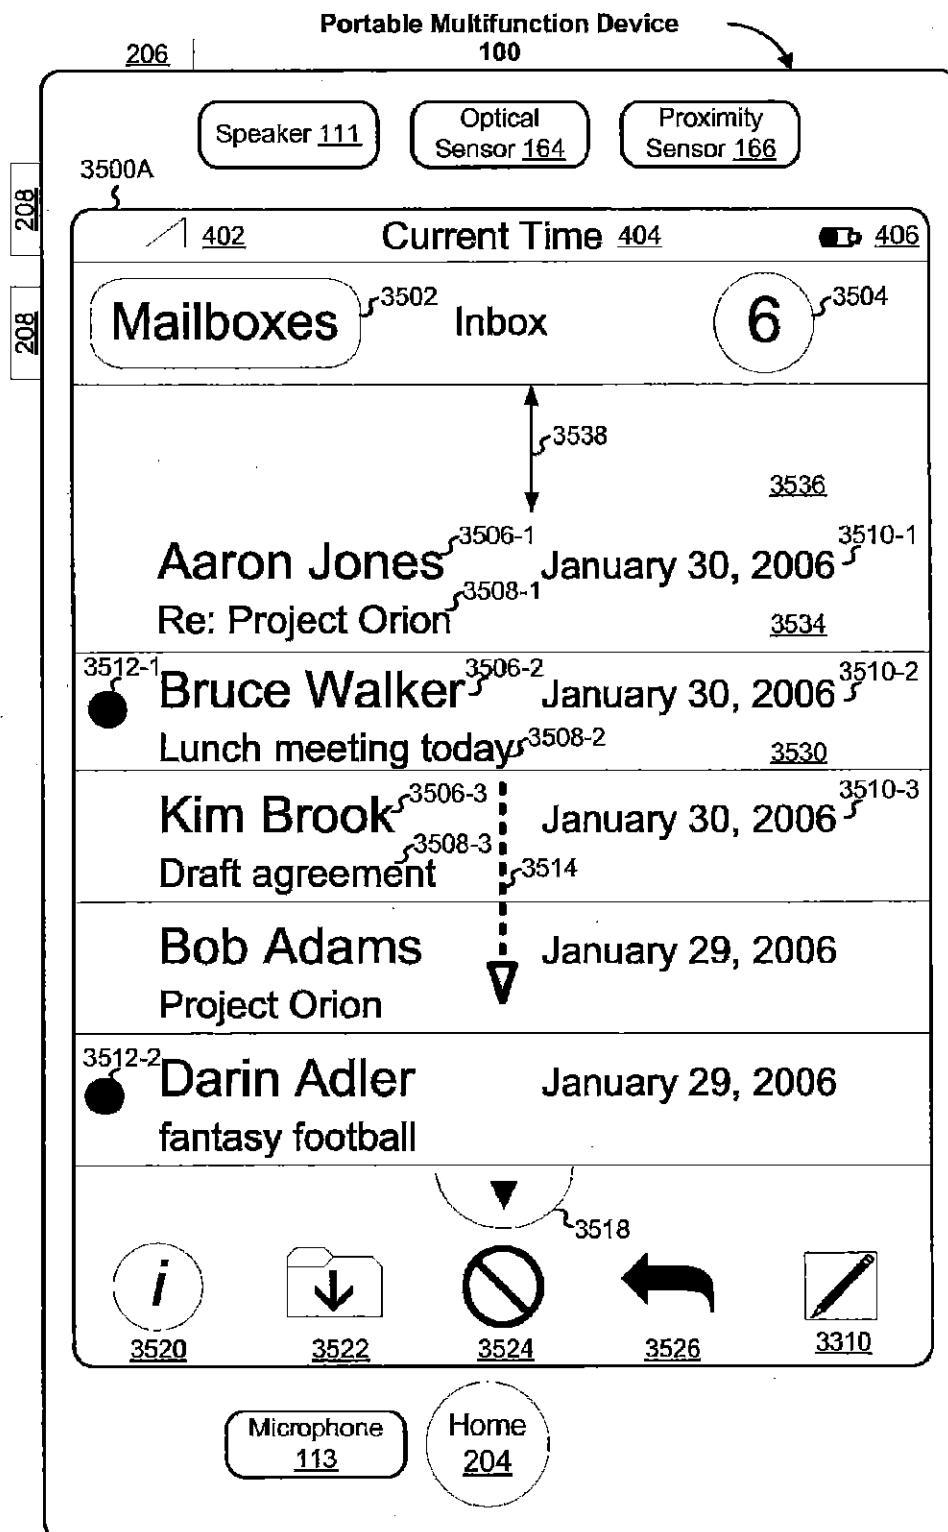 Portable Multifunction Device
100
206
Speaker 111
Optical
Sensor 164
Proximity
Sensor 166
3500A
208
208
402
Current Time 404
406
Mailboxes
3502
Inbox
6
3504
3538
3536
Aaron Jones
3506-1
January 30, 2006
3510-1
Re: Project Orion
3508-1
3534
3512-1
Bruce Walker
3506-2
January 30, 2006
3510-2
Lunch meeting today
3508-2
3530
Kim Brook
3506-3
January 30, 2006
3510-3
Draft agreement
3508-3
3514
Bob Adams
January 29, 2006
Project Orion
3512-2
Darin Adler
January 29, 2006
fantasy football
3518
i
3520
3522
3524
3526
3310
Microphone
113
Home
204